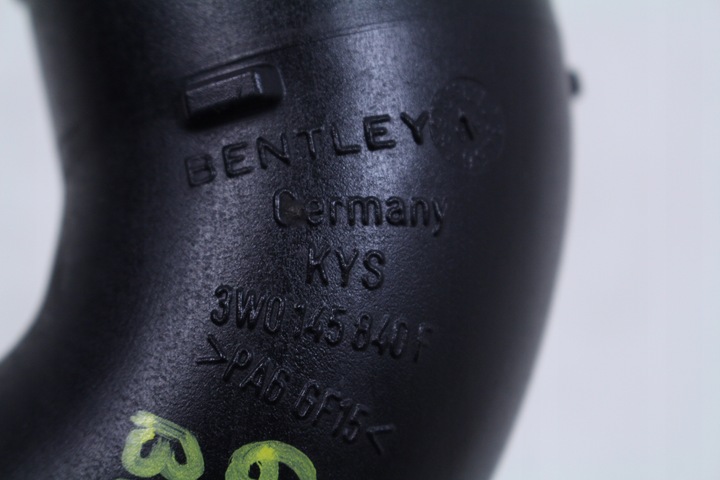 BENTLEY
Germany
KYS
3W0 145 840 F
>PA6 GF15<